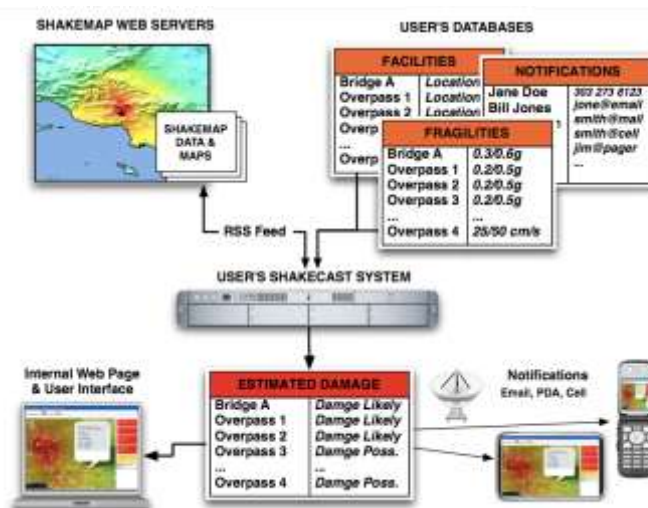 SHAKEMAP WEB SERVERS
SHAKEMAP
DATA &
MAPS
USER'S DATABASES
FACILITIES
Bridge A Location
Overpass 1 Location
Overpass 2 Location
Overp
...
Overp
NOTIFICATIONS
Jane Doe 303 273 8123
Bill Jones jone@email
smith@mail
smith@cell
jim@pager
...
FRAGILITIES
Bridge A 0.3/0.6g
Overpass 1 0.2/0.5g
Overpass 2 0.2/0.5g
Overpass 3 0.2/0.5g
... ...
Overpass 4 25/50 cm/s
RSS Feed
USER'S SHAKECAST SYSTEM
Internal Web Page
& User Interface
ESTIMATED DAMAGE
Bridge A Damge Likely
Overpass 1 Damge Likely
Overpass 2 Damge Likely
Overpass 3 Damge Poss.
... ...
Overpass 4 Damge Poss.
Notifications
Email, PDA, Cell